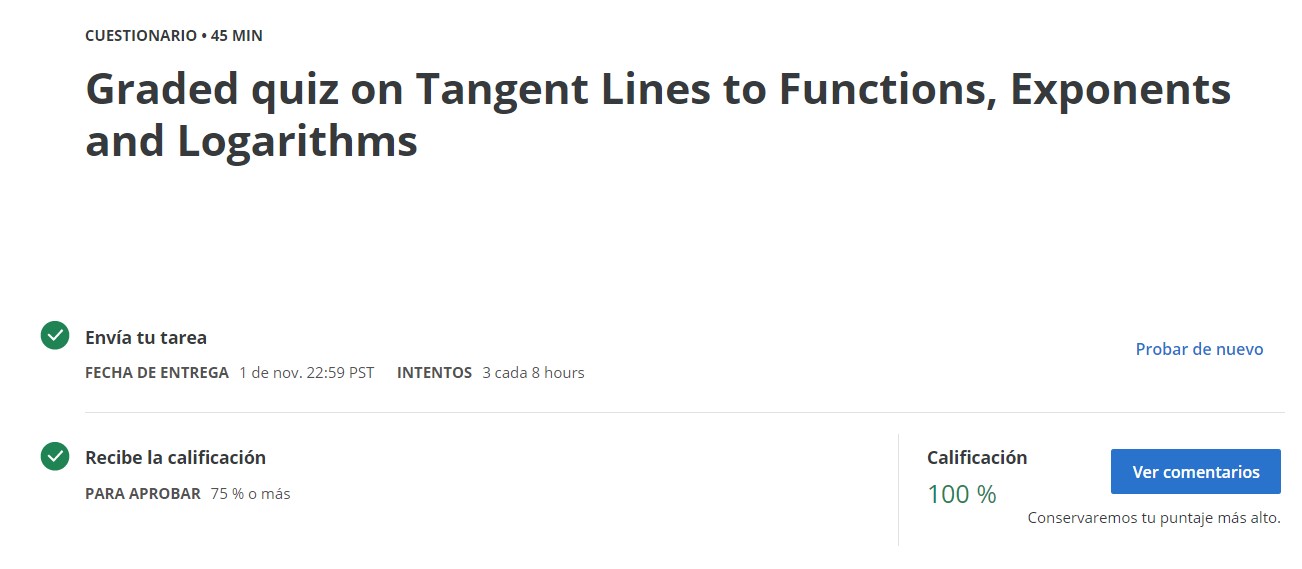 CUESTIONARIO • 45 MIN
Graded quiz on Tangent Lines to Functions, Exponents
and Logarithms
Envía tu tarea
FECHA DE ENTREGA 1 de nov. 22:59 PST INTENTOS 3 cada 8 hours
Probar de nuevo
Recibe la calificación
PARA APROBAR 75 % o más
Calificación
100 %
Ver comentarios
Conservaremos tu puntaje más alto.